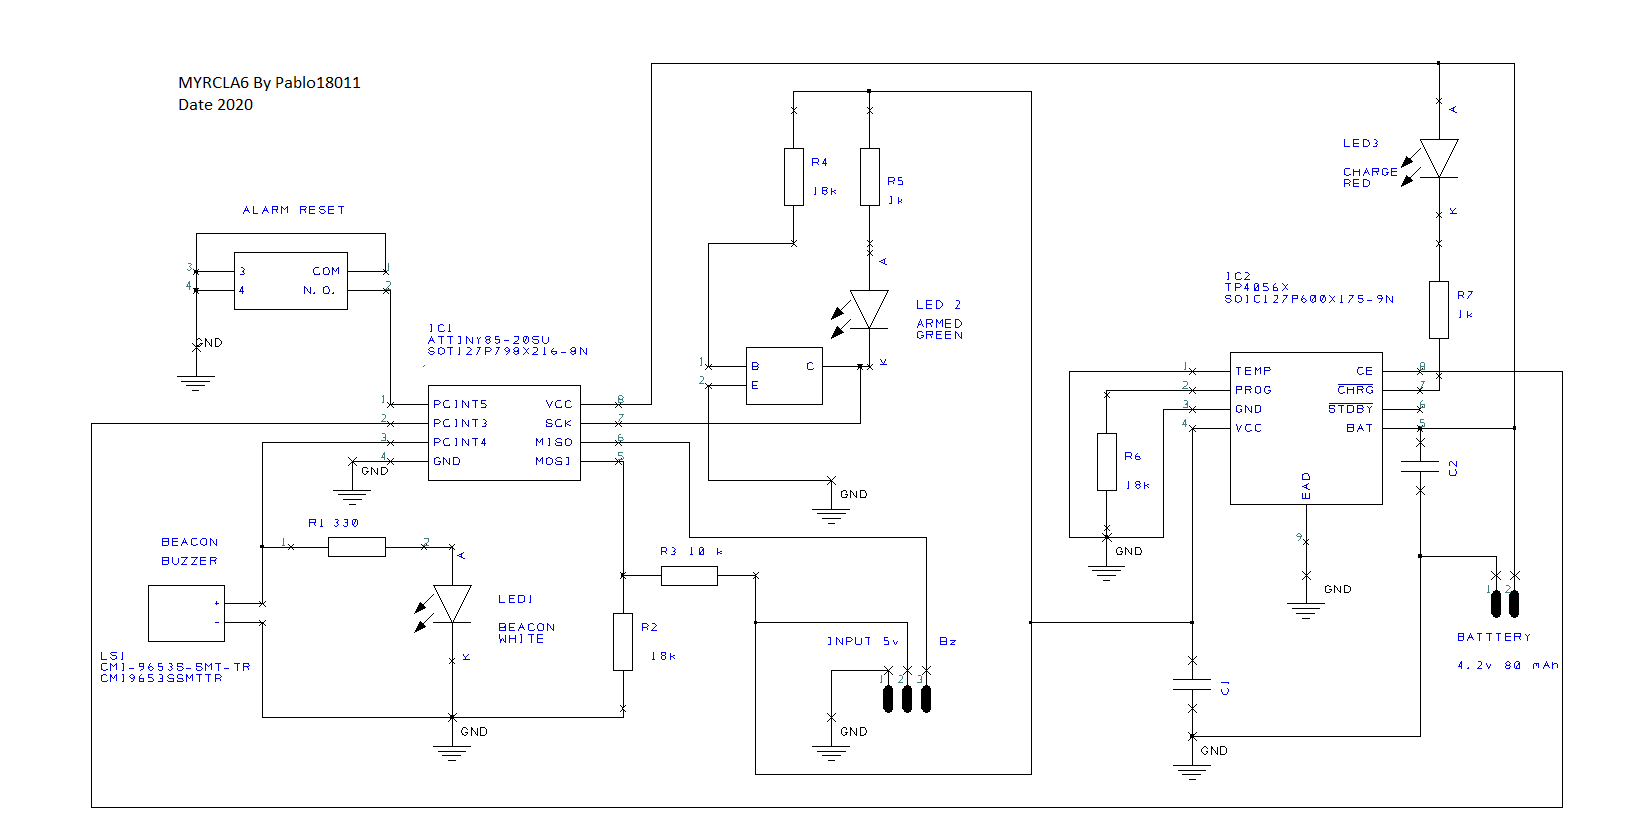 MYRCLA6 By Pablo18011
Date 2020
ALARM RESET
3
4
3
4
COM
N.O.
1
2
GND
IC1
ATTINY85-20SU
SOT127P798X216-8N
1
2
3
4
PCINT5
PCINT3
PCINT4
GND
VCC
SCK
MISO
MOSI
8
7
6
5
GND
R4
18k
R5
1k
A
LED 2
ARMED
GREEN
K
1
2
B
E
C
GND
R1 330
1
2
BEACON
BUZZER
+
-
LS1
CMI-9653S-SMT-TR
CMI9653SSMTTR
A
LED1
BEACON
WHITE
K
GND
R3 10 k
R2
18k
INPUT 5v
Bz
1
2
3
GND
LED3
CHARGE
RED
A
K
R7
1k
IC2
TP4056X
SOIC127P600X175-9N
1
2
3
4
TEMP
PROG
GND
VCC
CE
CHRG
STDBY
BAT
EAD
8
7
6
5
9
R6
18k
GND
GND
C2
C1
GND
1
2
BATTTERY
4.2v 80 mAh